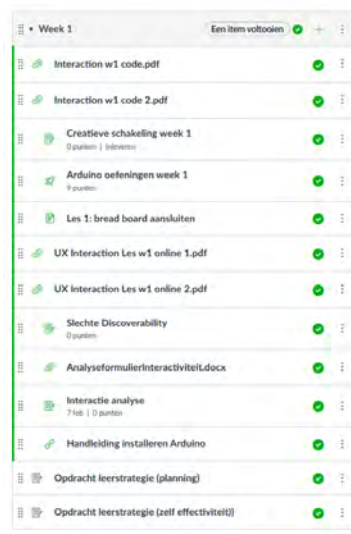 Week 1
Een item voltooien
Interaction w1 code.pdf
Interaction w1 code 2.pdf
Creatieve schakeling week 1
0 punten | Inleveren
Arduino oefeningen week 1
9 punten
Les 1: bread board aansluiten
UX Interaction Les w1 online 1.pdf
UX Interaction Les w1 online 2.pdf
Slechte Discoverability
0 punten
AnalyseformulierInteractiviteit.docx
Interactie analyse
7 feb | 0 punten
Handleiding installeren Arduino
Opdracht leerstrategie (planning)
Opdracht leerstrategie (zelf effectiviteit))